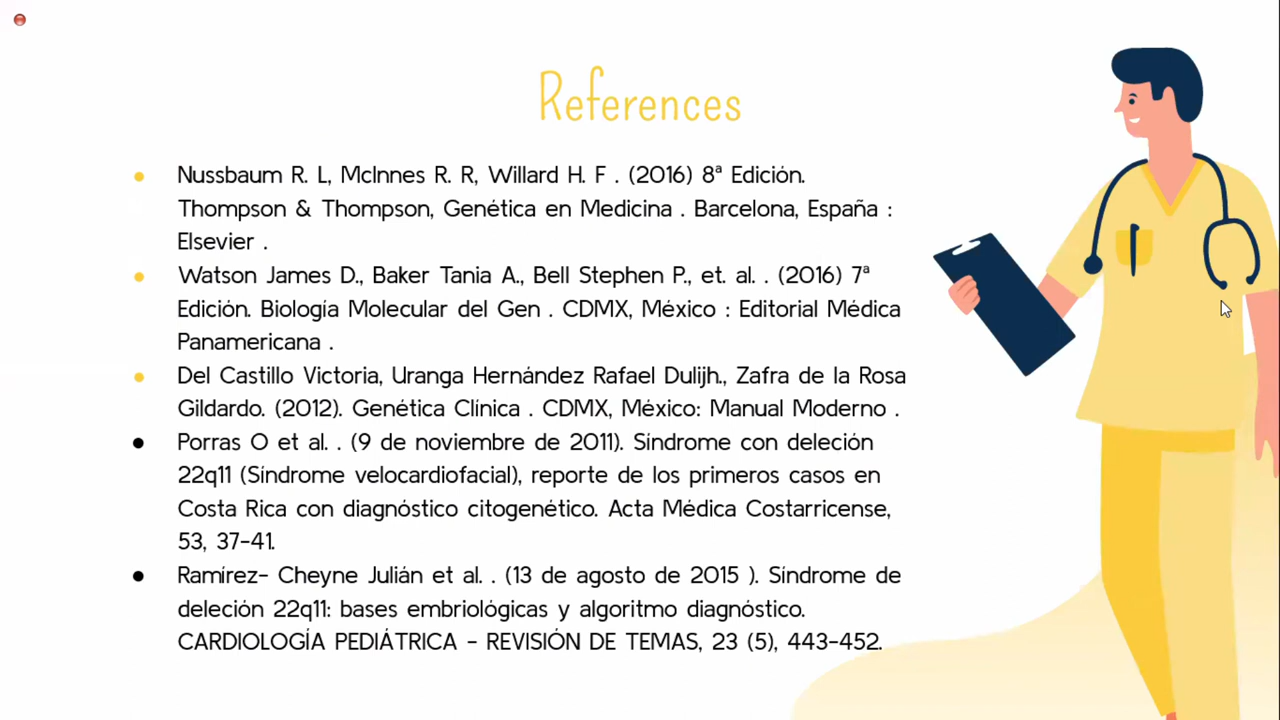 References
Nussbaum R. L, McInnes R. R, Willard H. F . (2016) 8ª Edición.
Thompson & Thompson, Genética en Medicina . Barcelona, España :
Elsevier .
Watson James D., Baker Tania A., Bell Stephen P., et. al. . (2016) 7ª
Edición. Biología Molecular del Gen . CDMX, México : Editorial Médica
Panamericana .
Del Castillo Victoria, Uranga Hernández Rafael Dulijh., Zafra de la Rosa
Gildardo. (2012). Genética Clínica . CDMX, México: Manual Moderno .
Porras O et al. . (9 de noviembre de 2011). Síndrome con deleción
22q11 (Síndrome velocardiofacial), reporte de los primeros casos en
Costa Rica con diagnóstico citogenético. Acta Médica Costarricense,
53, 37-41.
Ramírez- Cheyne Julián et al. . (13 de agosto de 2015 ). Síndrome de
deleción 22q11: bases embriológicas y algoritmo diagnóstico.
CARDIOLOGÍA PEDIÁTRICA - REVISIÓN DE TEMAS, 23 (5), 443-452.